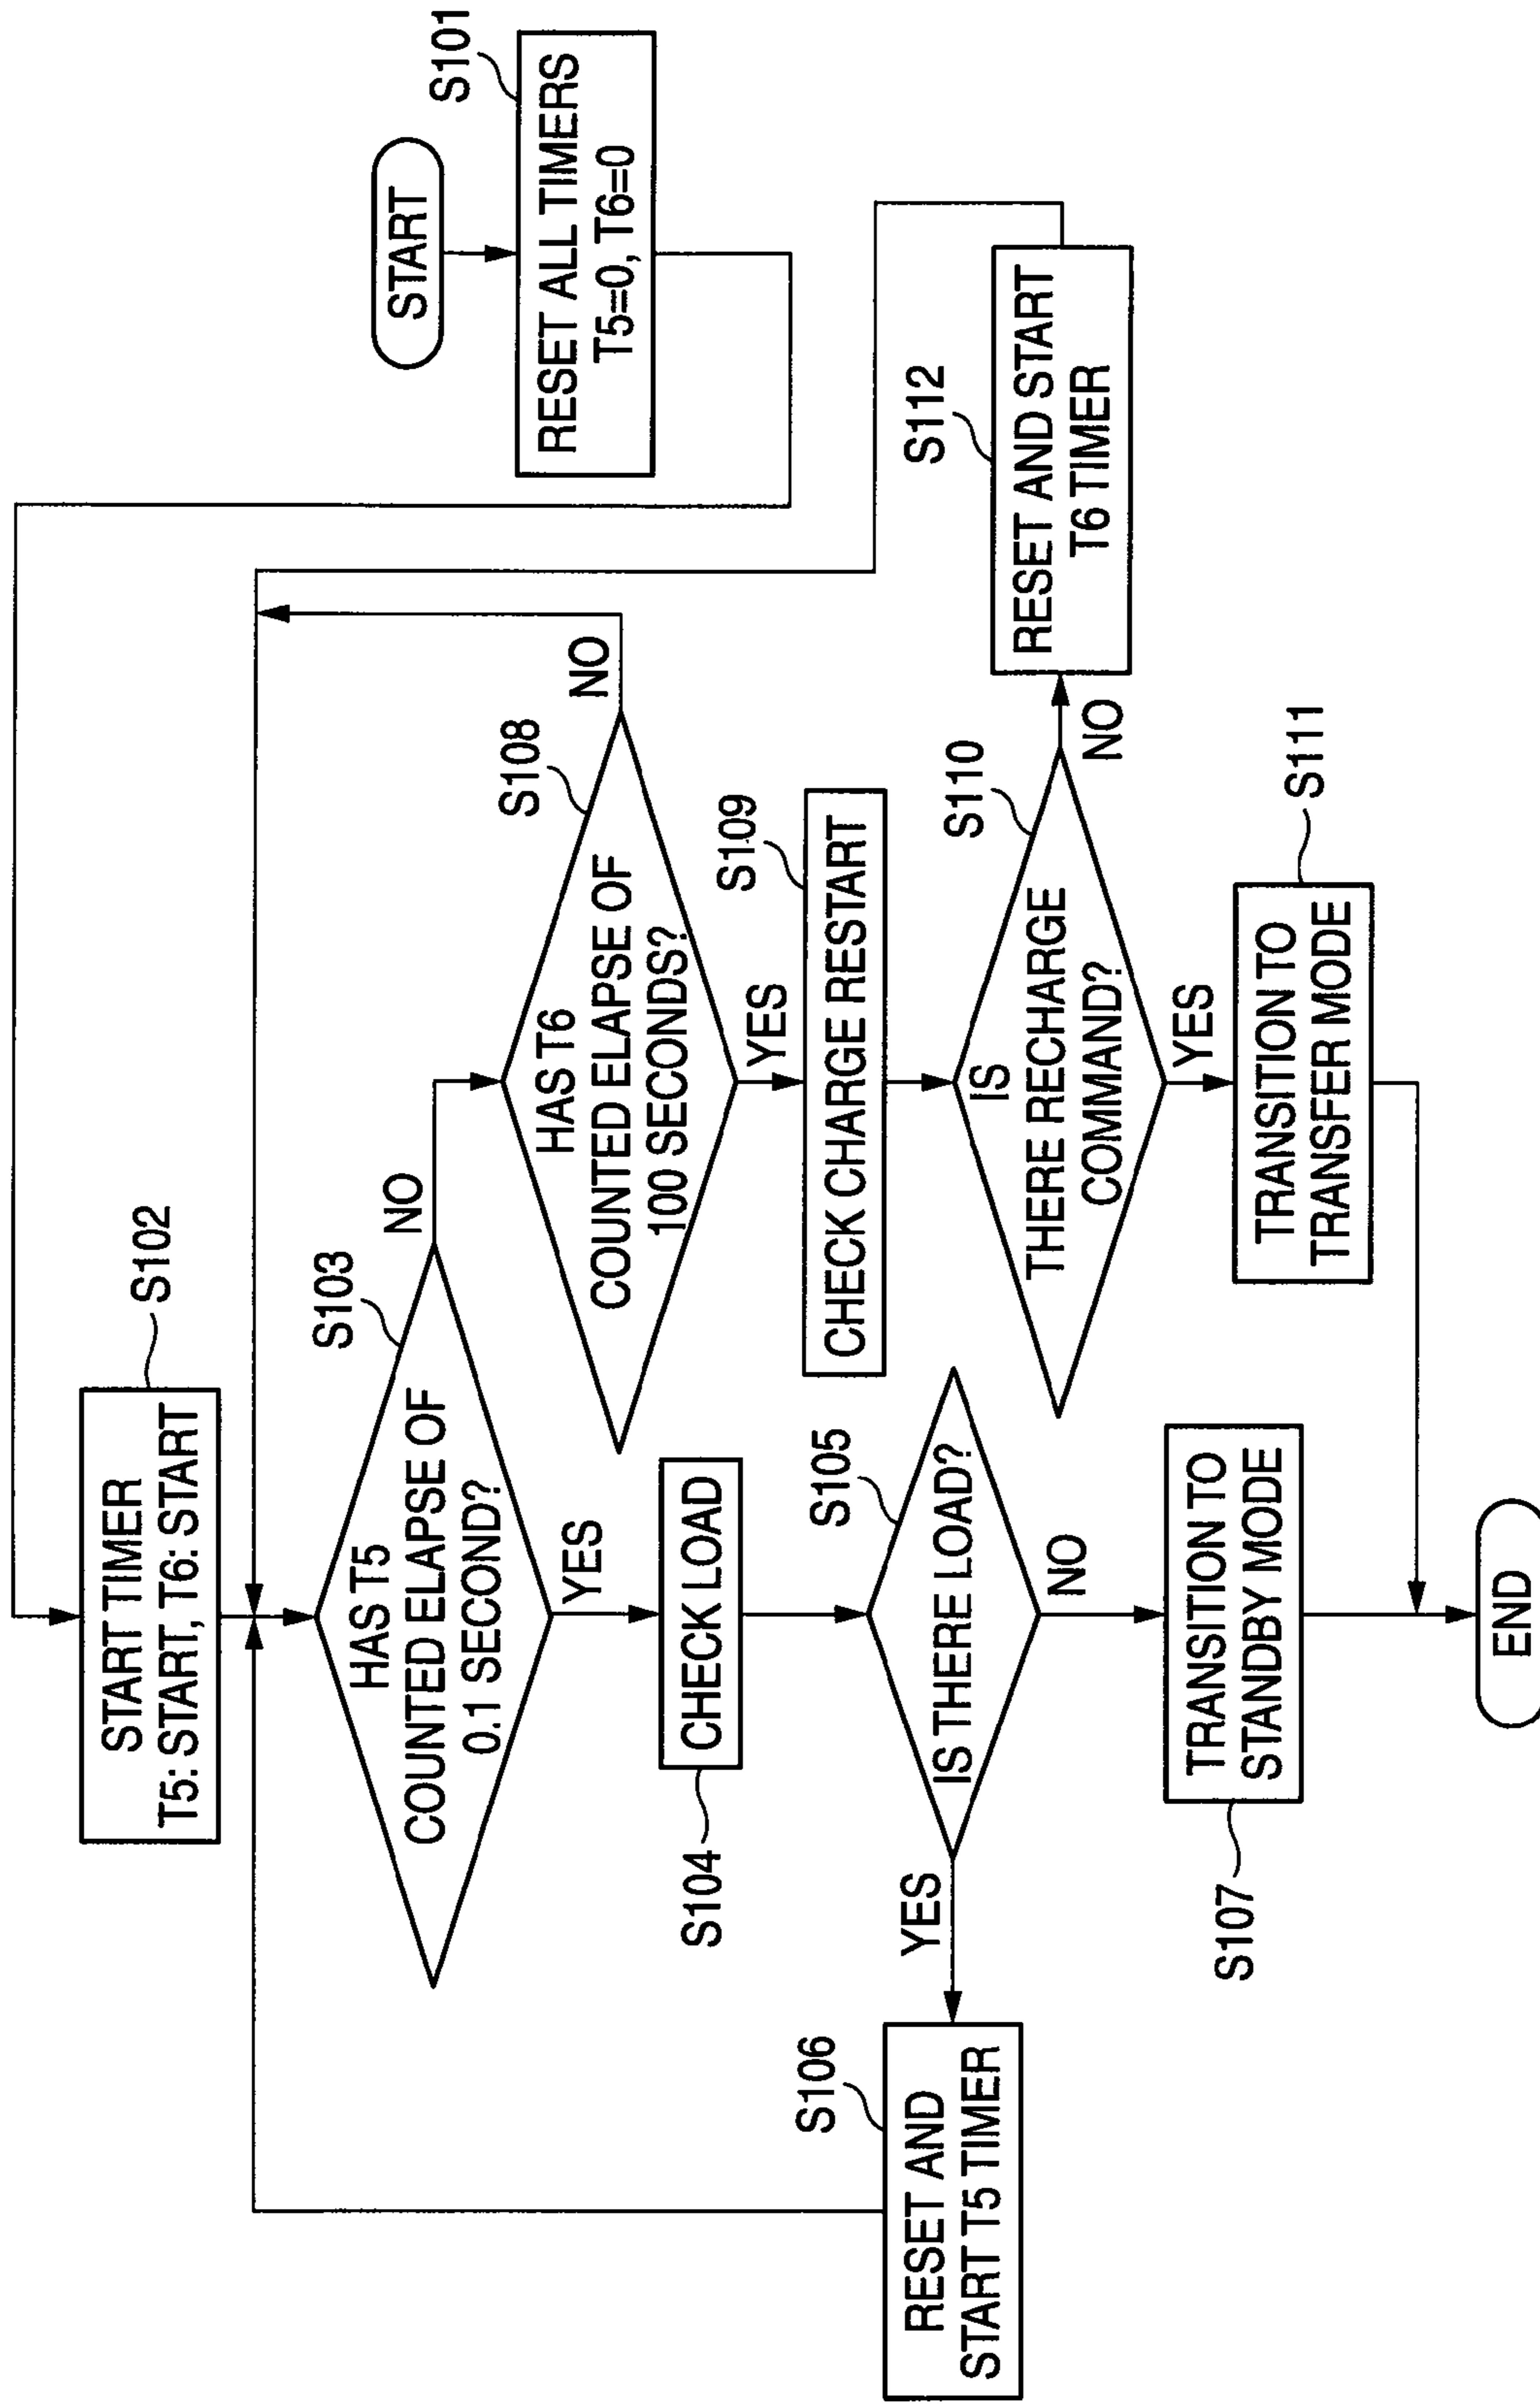 START
S101
RESET ALL TIMERS
T5=0, T6=0
S102
START TIMER
T5: START, T6: START
S103
HAS T5
COUNTED ELAPSE OF
0.1 SECOND?
NO
YES
S104
CHECK LOAD
S105
IS THERE LOAD?
YES
NO
S106
RESET AND
START T5 TIMER
S107
TRANSITION TO
STANDBY MODE
S108
HAS T6
COUNTED ELAPSE OF
100 SECONDS?
NO
YES
S109
CHECK CHARGE RESTART
S110
IS
THERE RECHARGE
COMMAND?
NO
YES
S111
TRANSITION TO
TRANSFER MODE
S112
RESET AND START
T6 TIMER
END